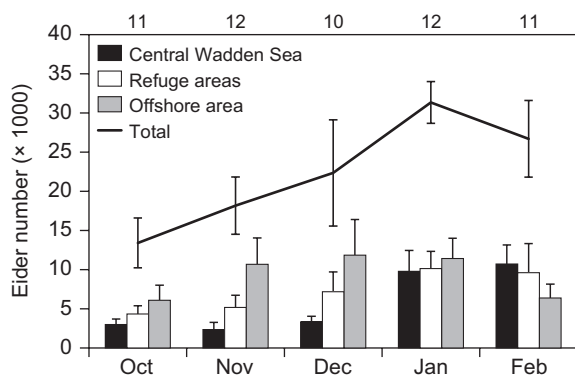 11 12 10 12 11
40
35
30
25
20
15
10
5
0
Eider number (× 1000)
Central Wadden Sea
Refuge areas
Offshore area
Total
Oct Nov Dec Jan Feb